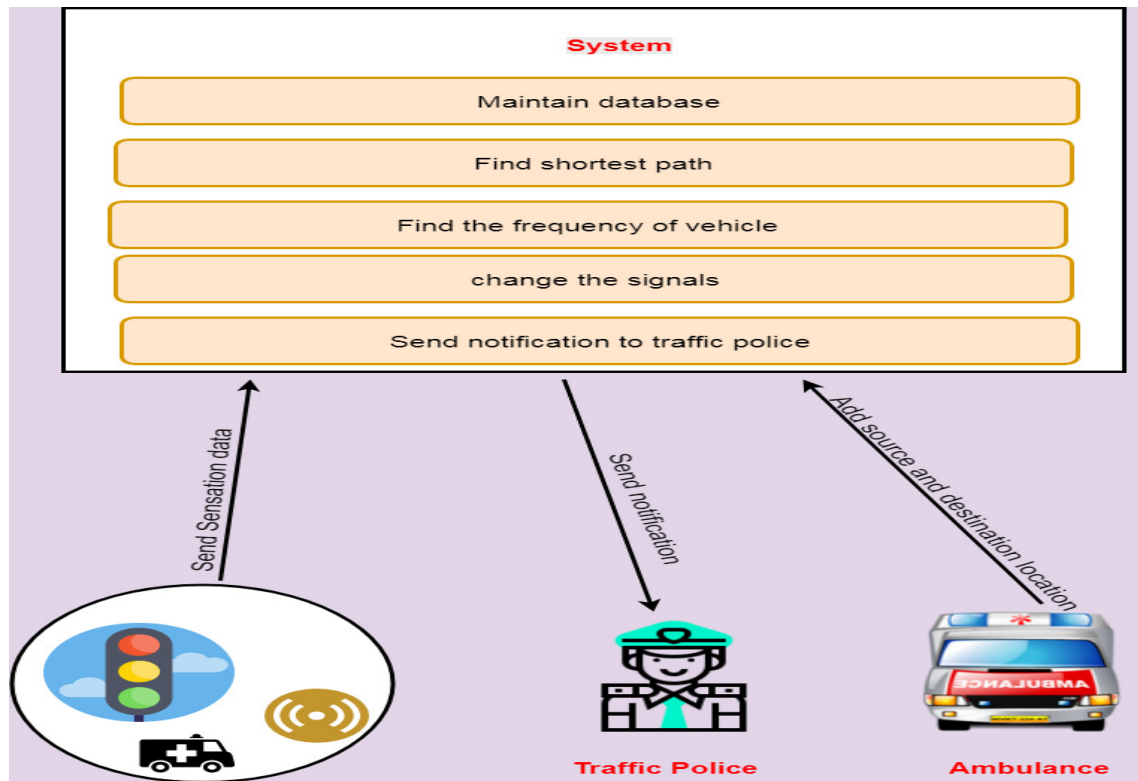 System
Maintain database
Find shortest path
Find the frequency of vehicle
change the signals
Send notification to traffic police
Send Sensation data
Send notification
Add source and destination location
AMBULANCE
Traffic Police
Ambulance